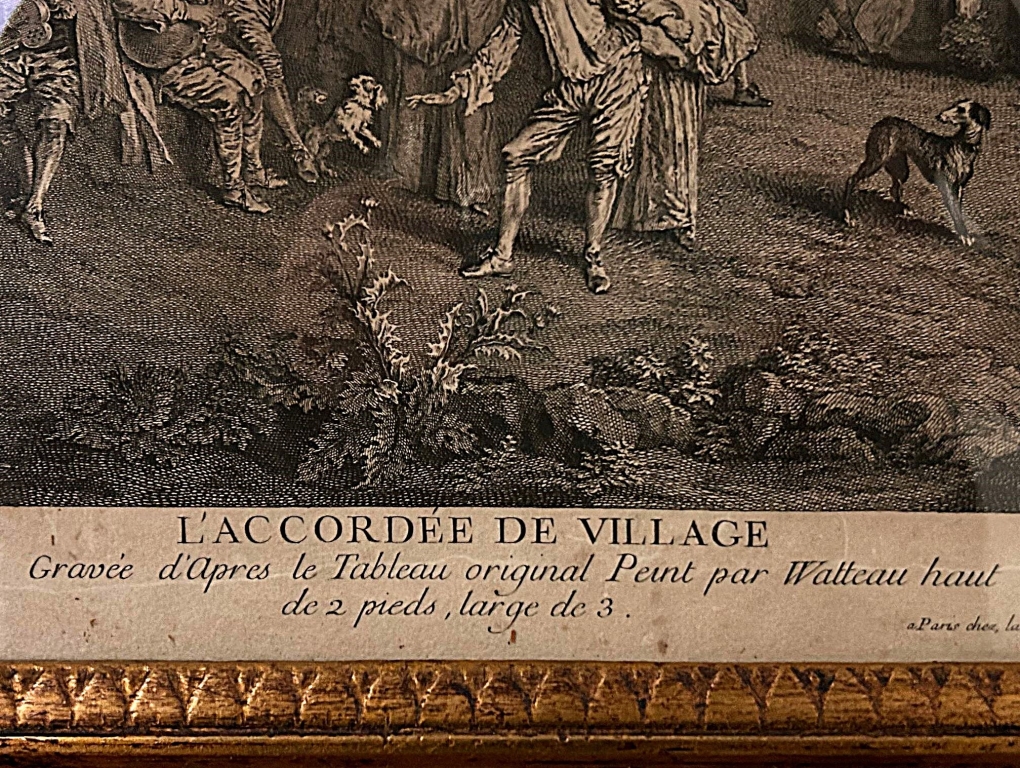 L'ACCORDÉE DE VILLAGE
Gravée d'Apres le Tableau original Peint par Watteau haut
de 2 pieds, large de 3.
a Paris chez, la